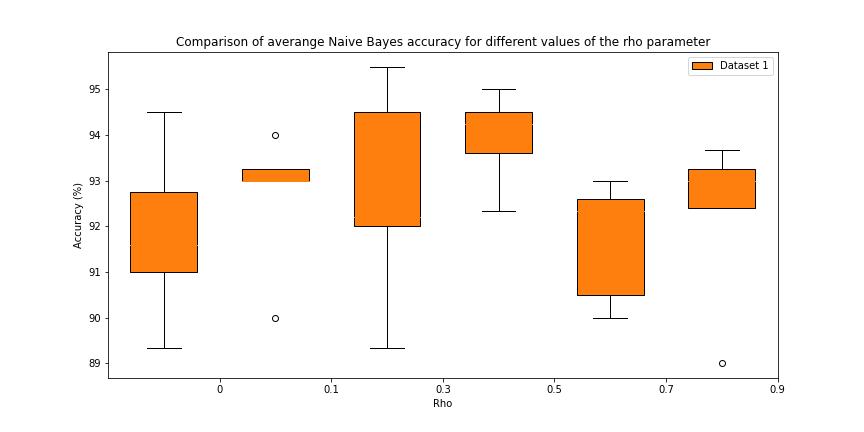 Comparison of averange Naive Bayes accuracy for different values of the rho parameter
Dataset 1
95
94
93
92
91
90
89
Accuracy (%)
0 0.1 0.3 0.5 0.7 0.9
Rho